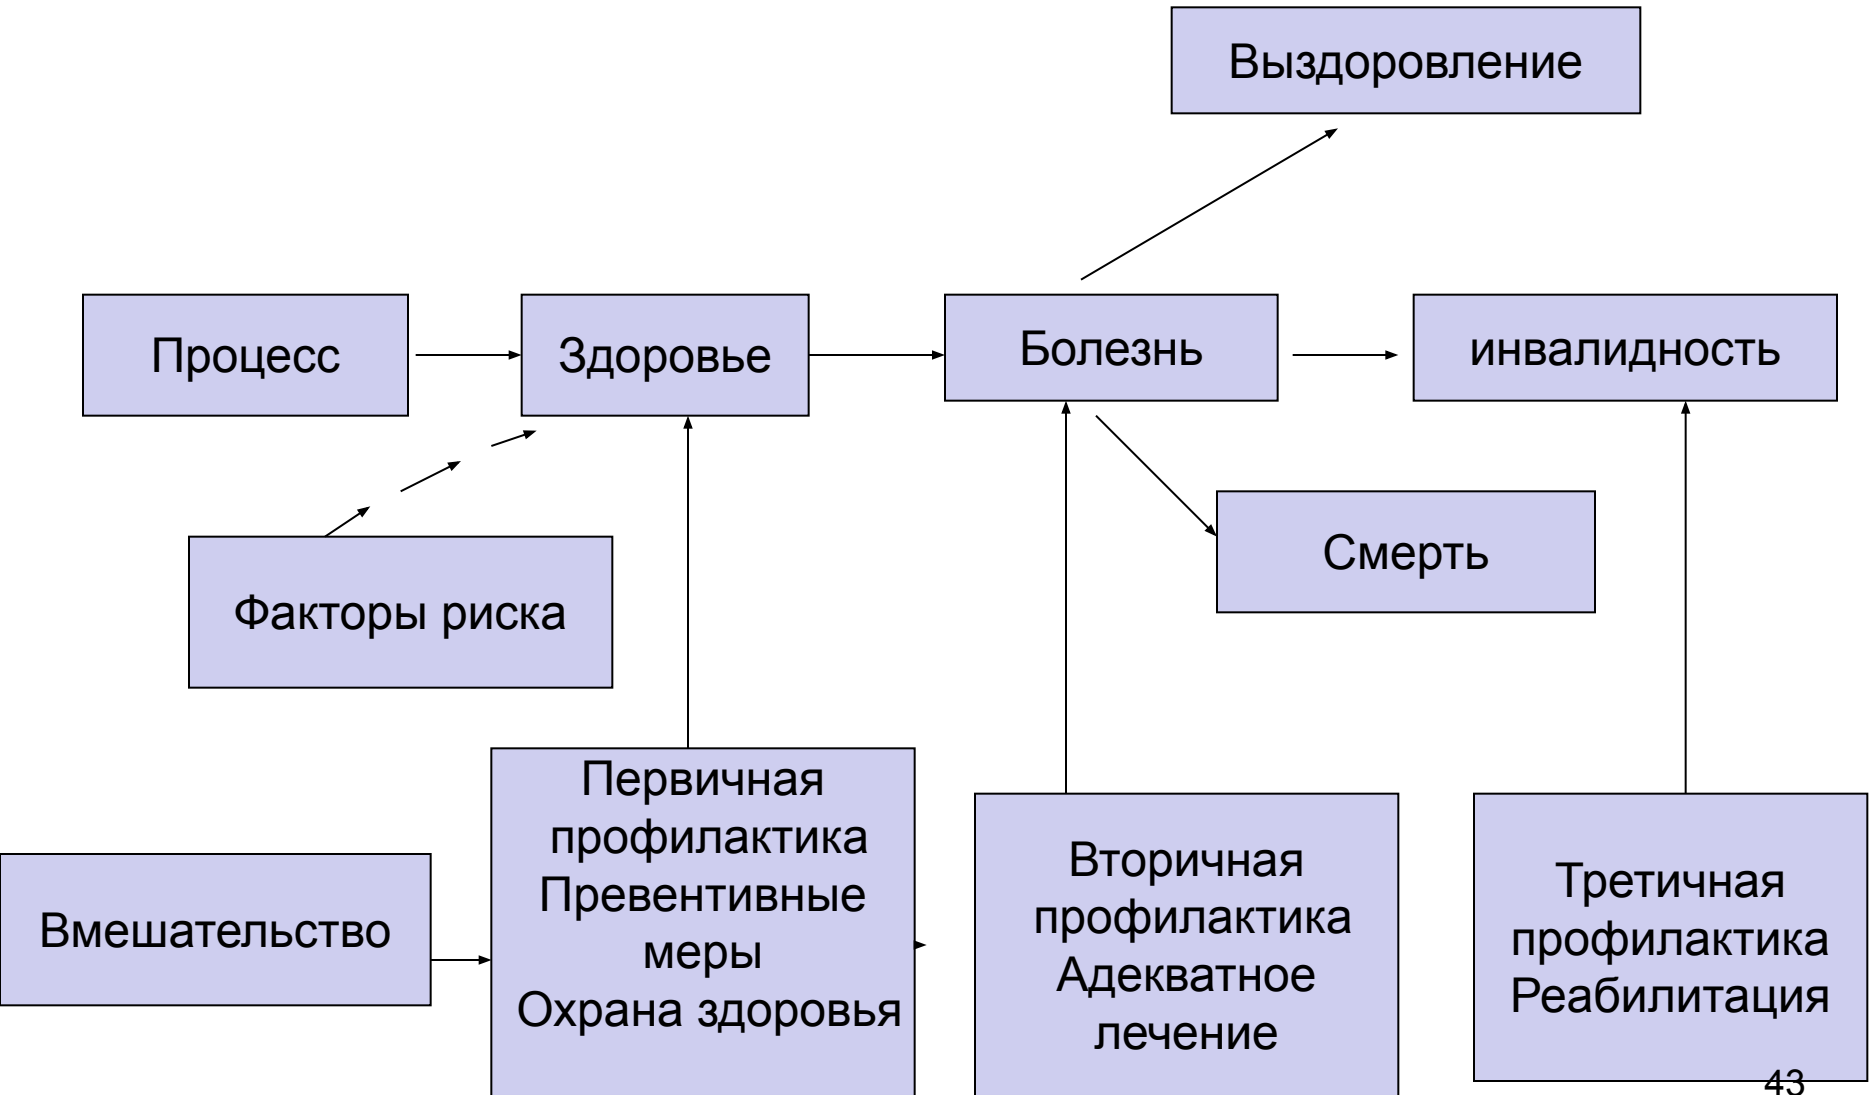 Выздоровление
Процесс
Здоровье
Болезнь
инвалидность
Смерть
Факторы риска
Вмешательство
Первичная
профилактика
Превентивные
меры
Охрана здоровья
Вторичная
профилактика
Адекватное
лечение
Третичная
профилактика
Реабилитация
43